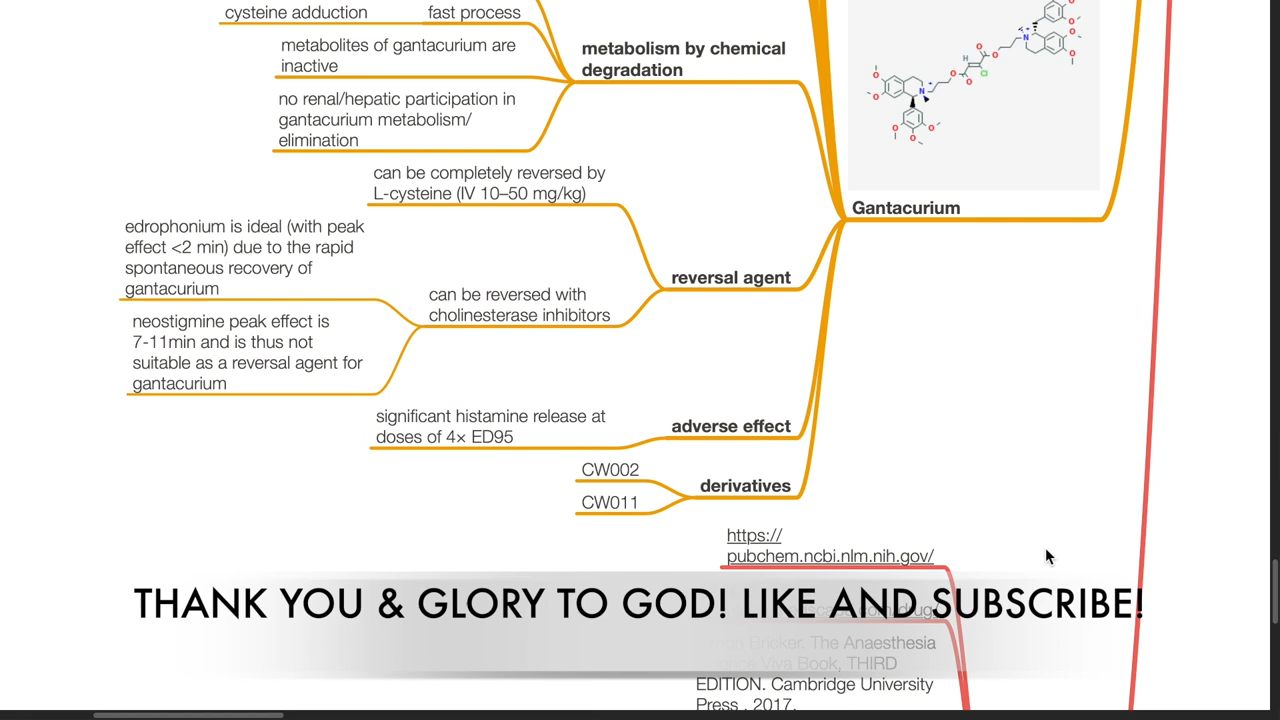 cysteine adduction
fast process
metabolites of gantacurium are
inactive
no renal/hepatic participation in
gantacurium metabolism/
elimination
metabolism by chemical
degradation
can be completely reversed by
L-cysteine (IV 10–50 mg/kg)
edrophonium is ideal (with peak
effect <2 min) due to the rapid
spontaneous recovery of
gantacurium
neostigmine peak effect is
7-11min and is thus not
suitable as a reversal agent for
gantacurium
can be reversed with
cholinesterase inhibitors
reversal agent
significant histamine release at
doses of 4× ED95
adverse effect
CW002
CW011
derivatives
Gantacurium
https://
pubchem.ncbi.nlm.nih.gov/
THANK YOU & GLORY TO GOD! LIKE AND SUBSCRIBE!
Bricker. The Anaesthesia
Viva Book, THIRD
EDITION. Cambridge University
Press , 2017.